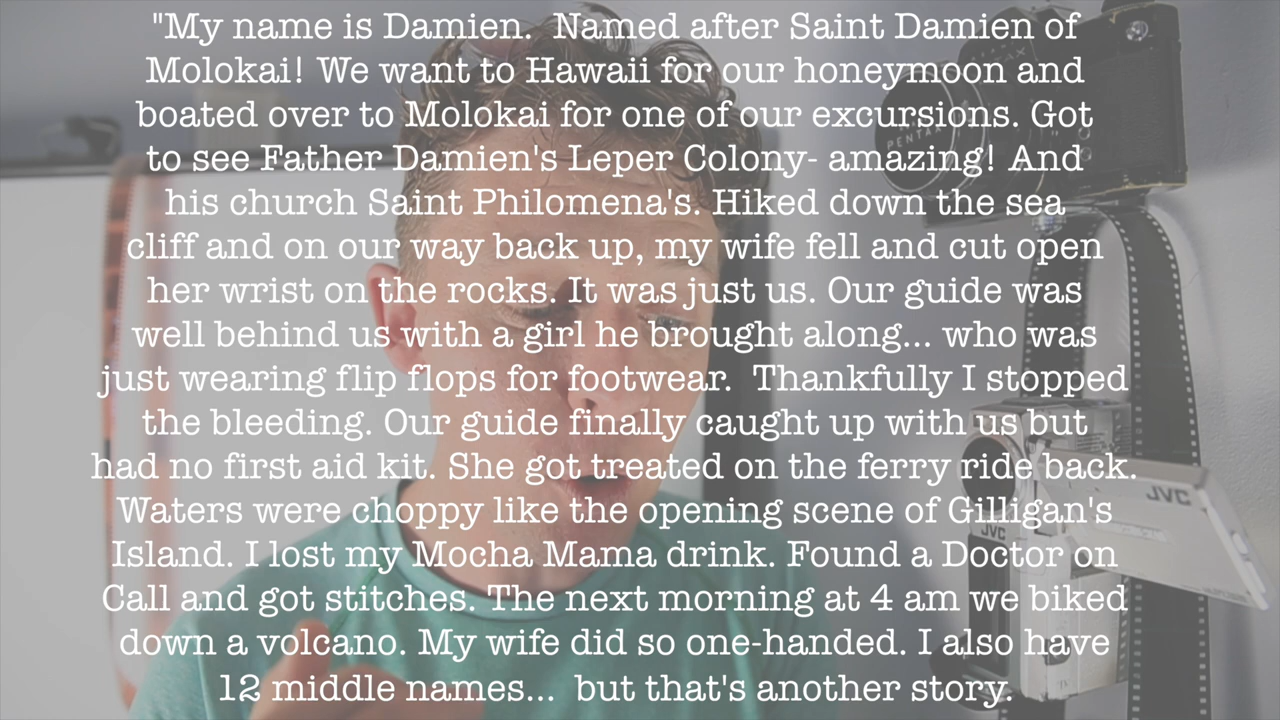 "My name is Damien.  Named after Saint Damien of
Molokai! We want to Hawaii for our honeymoon and
boated over to Molokai for one of our excursions. Got
to see Father Damien's Leper Colony- amazing! And
his church Saint Philomena's. Hiked down the sea
cliff and on our way back up, my wife fell and cut open
her wrist on the rocks. It was just us. Our guide was
well behind us with a girl he brought along... who was
just wearing flip flops for footwear.  Thankfully I stopped
the bleeding. Our guide finally caught up with us but
had no first aid kit. She got treated on the ferry ride back.
Waters were choppy like the opening scene of Gilligan's
Island. I lost my Mocha Mama drink. Found a Doctor on
Call and got stitches. The next morning at 4 am we biked
down a volcano. My wife did so one-handed. I also have
12 middle names...  but that's another story.
PENTAX
JVC
JVC